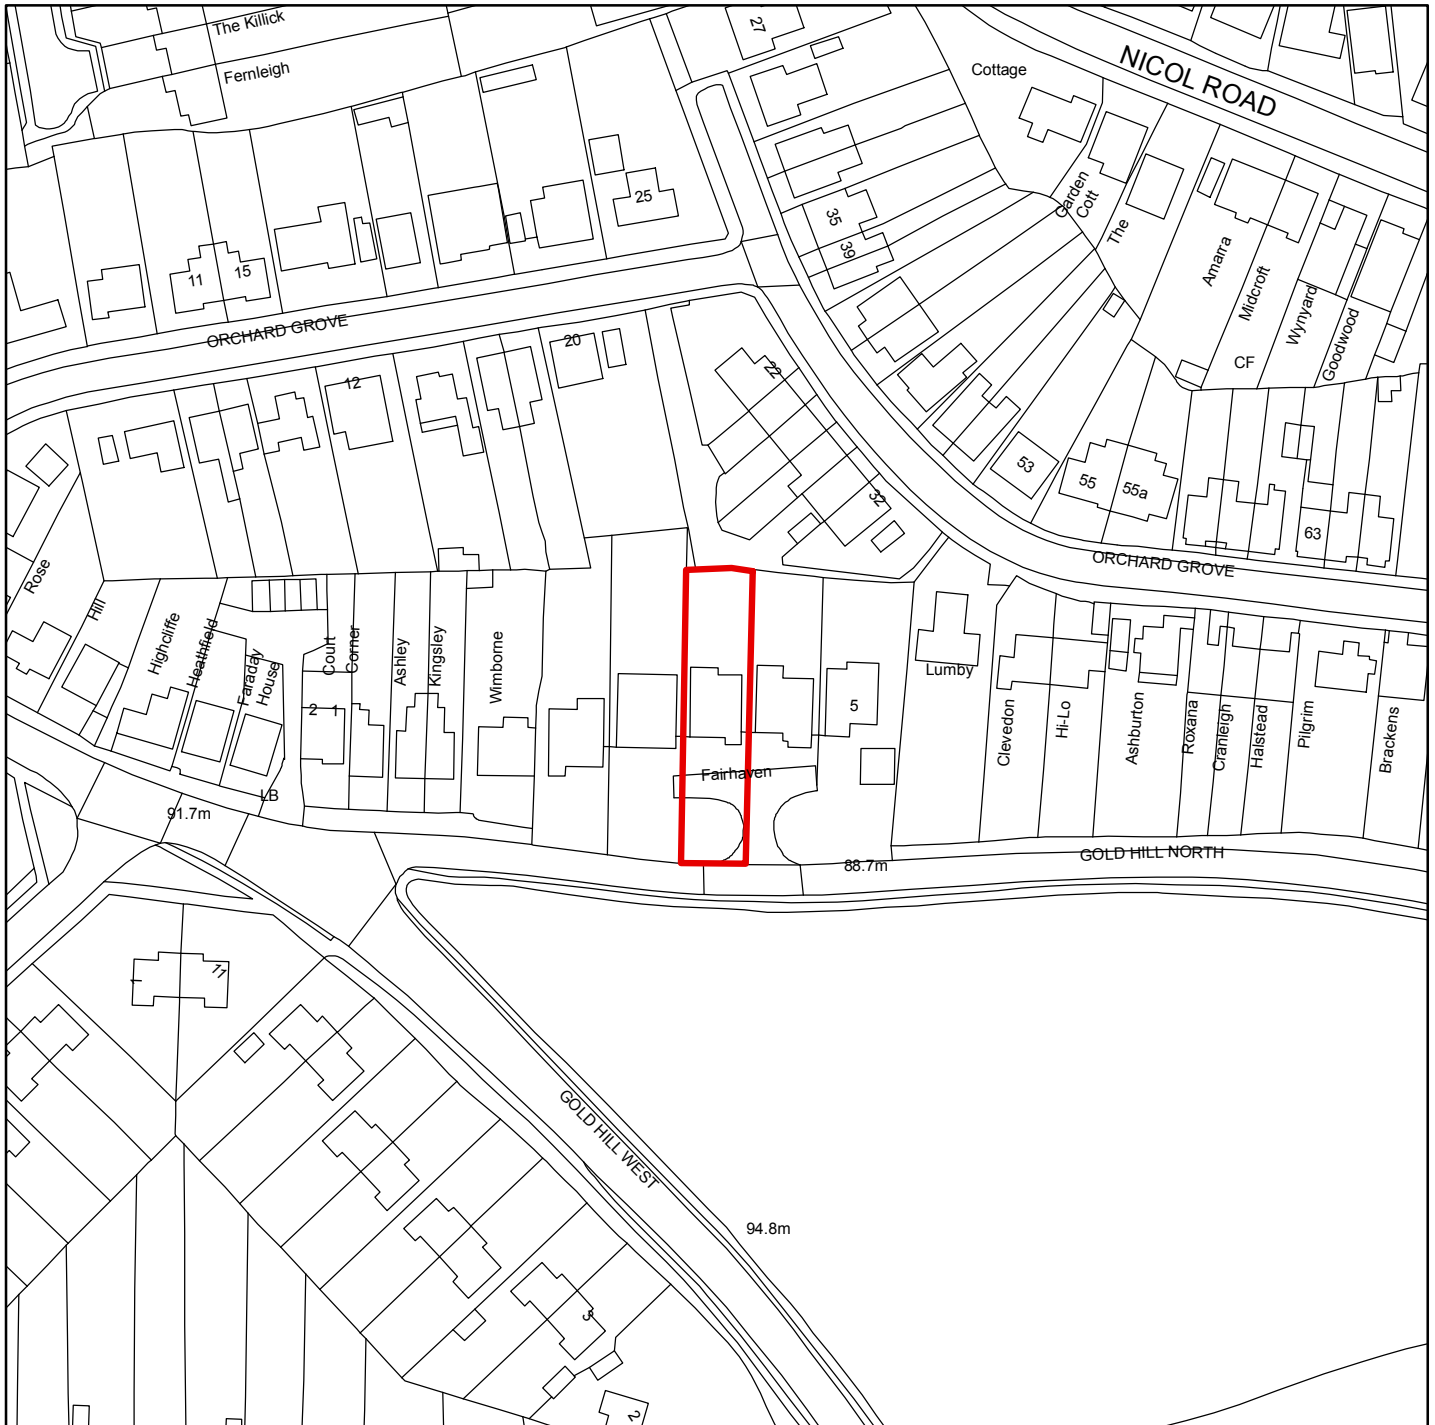 The Killick
27
NICOL ROAD
Cottage
Fernleigh
25
Garden
Cott
35
The
39
11
15
Amarra
Midcroft
Wynyard
Goodwood
ORCHARD GROVE
20
CF
22
12
53
55
55a
32
63
ORCHARD GROVE
Rose
Hill
Highcliffe
Heathfield
Faraday
House
Court
Corner
Ashley
Kingsley
Wimborne
Lumby
2
1
5
Clevedon
Hi-Lo
Ashburton
Roxana
Cranleigh
Halstead
Pilgrim
Brackens
Fairhaven
LB
91.7m
88.7m
GOLD HILL NORTH
1
11
GOLD HILL WEST
94.8m
3
2